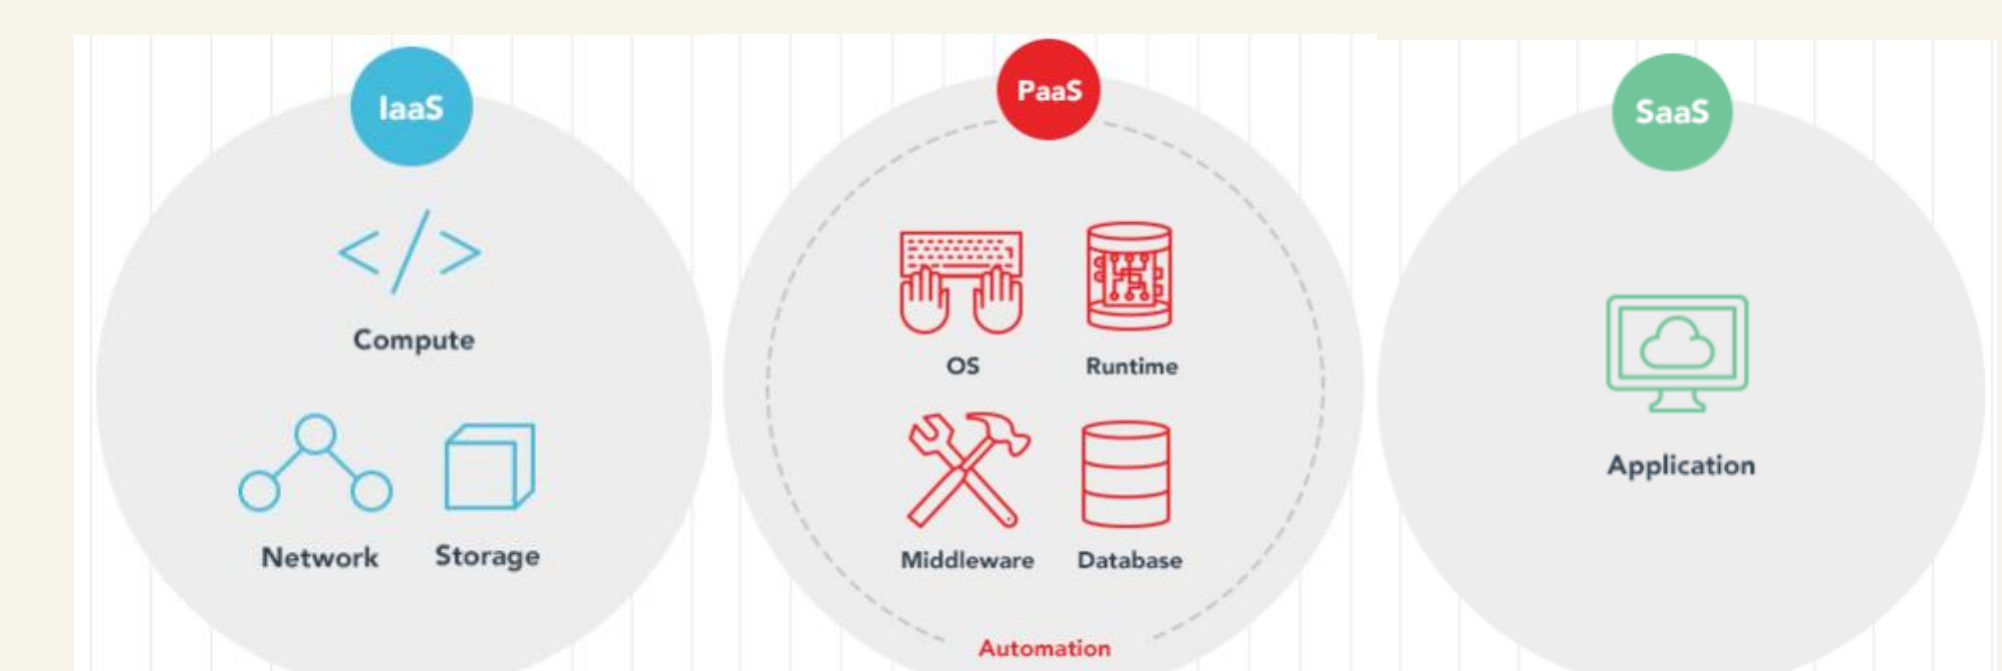 IaaS
Compute
Network
Storage
PaaS
OS
Runtime
Middleware
Database
Automation
SaaS
Application